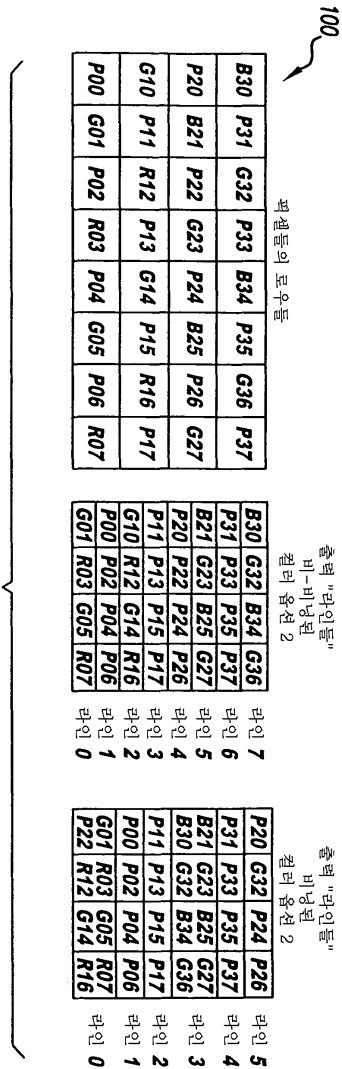 100
픽셀들의 로우들
B30 P31 G32 P33 B34 P35 G36 P37
P20 B21 P22 G23 P24 B25 P26 G27
G10 P11 R12 P13 G14 P15 R16 P17
P00 G01 P02 R03 P04 G05 P06 R07
출력 "라인들"
비-비닝된
컬러 옵션 2
B30 G32 B34 G36 라인 7
P31 P33 P35 P37 라인 6
B21 G23 B25 G27 라인 5
P20 P22 P24 P26 라인 4
P11 P13 P15 P17 라인 3
G10 R12 G14 R16 라인 2
P00 P02 P04 P06 라인 1
G01 R03 G05 R07 라인 0
출력 "라인들"
비닝된
컬러 옵션 2
P20 G32 P24 P26 라인 5
P31 P33 P35 P37 라인 4
B21 G23 B25 G27
B30 G32 B34 G36 라인 3
P11 P13 P15 P17 라인 2
P00 P02 P04 P06 라인 1
G01 R03 G05 R07
P22 R12 G14 R16 라인 0